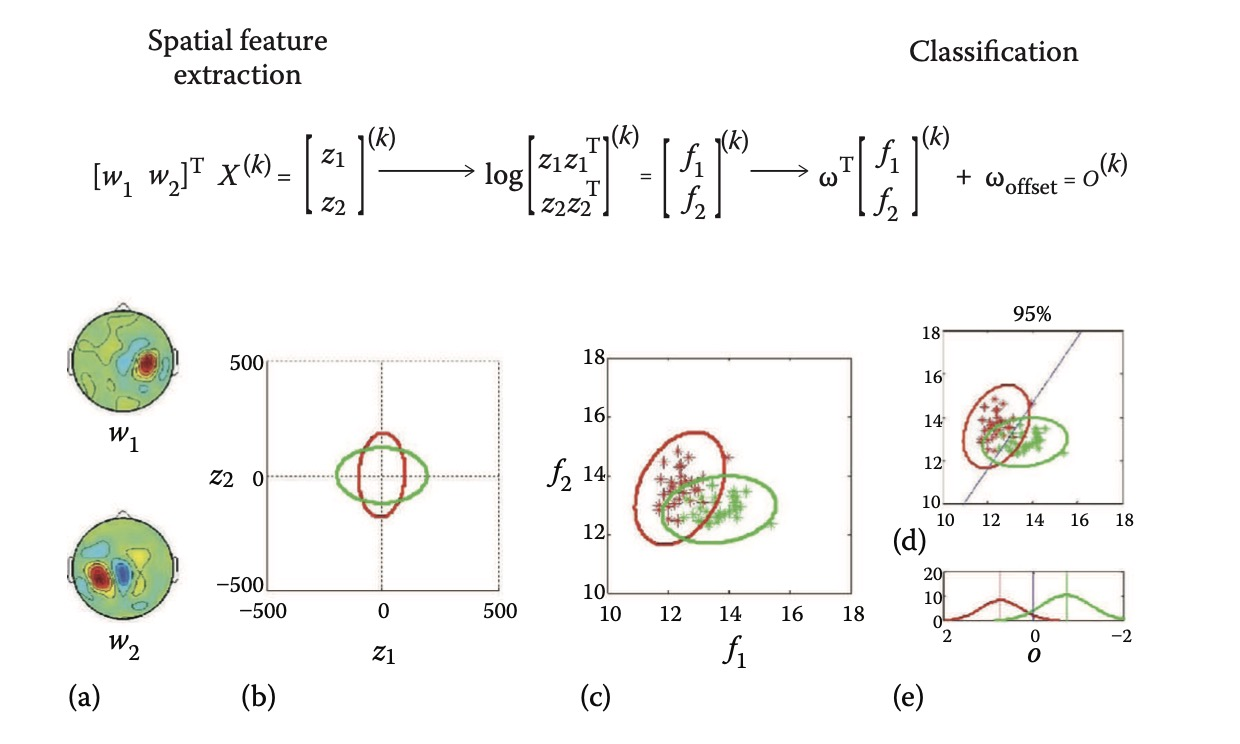 Spatial feature
extraction
Classification
[w₁ w₂]ᵀ X⁽ᵏ⁾ = [z₁ z₂]⁽ᵏ⁾ → log[z₁z₁ᵀ z₂z₂ᵀ]⁽ᵏ⁾ = [f₁ f₂]⁽ᵏ⁾ → ωᵀ[f₁ f₂]⁽ᵏ⁾ + ω_offset = O⁽ᵏ⁾
w₁
w₂
(a)
500
z₂ 0
−500
−500 0 500
z₁
(b)
18
16
f₂ 14
12
10
10 12 14 16 18
f₁
(c)
95%
18
16
14
12
10
10 12 14 16 18
(d)
20
10
0
2 0 −2
o
(e)